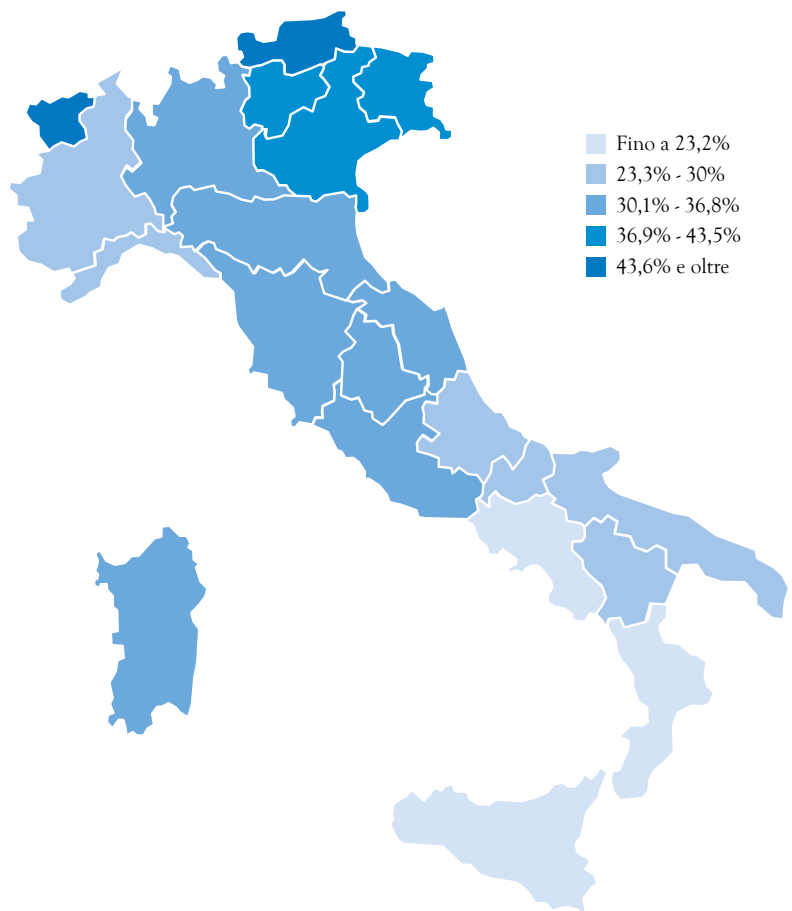 Fino a 23,2%
23,3% - 30%
30,1% - 36,8%
36,9% - 43,5%
43,6% e oltre